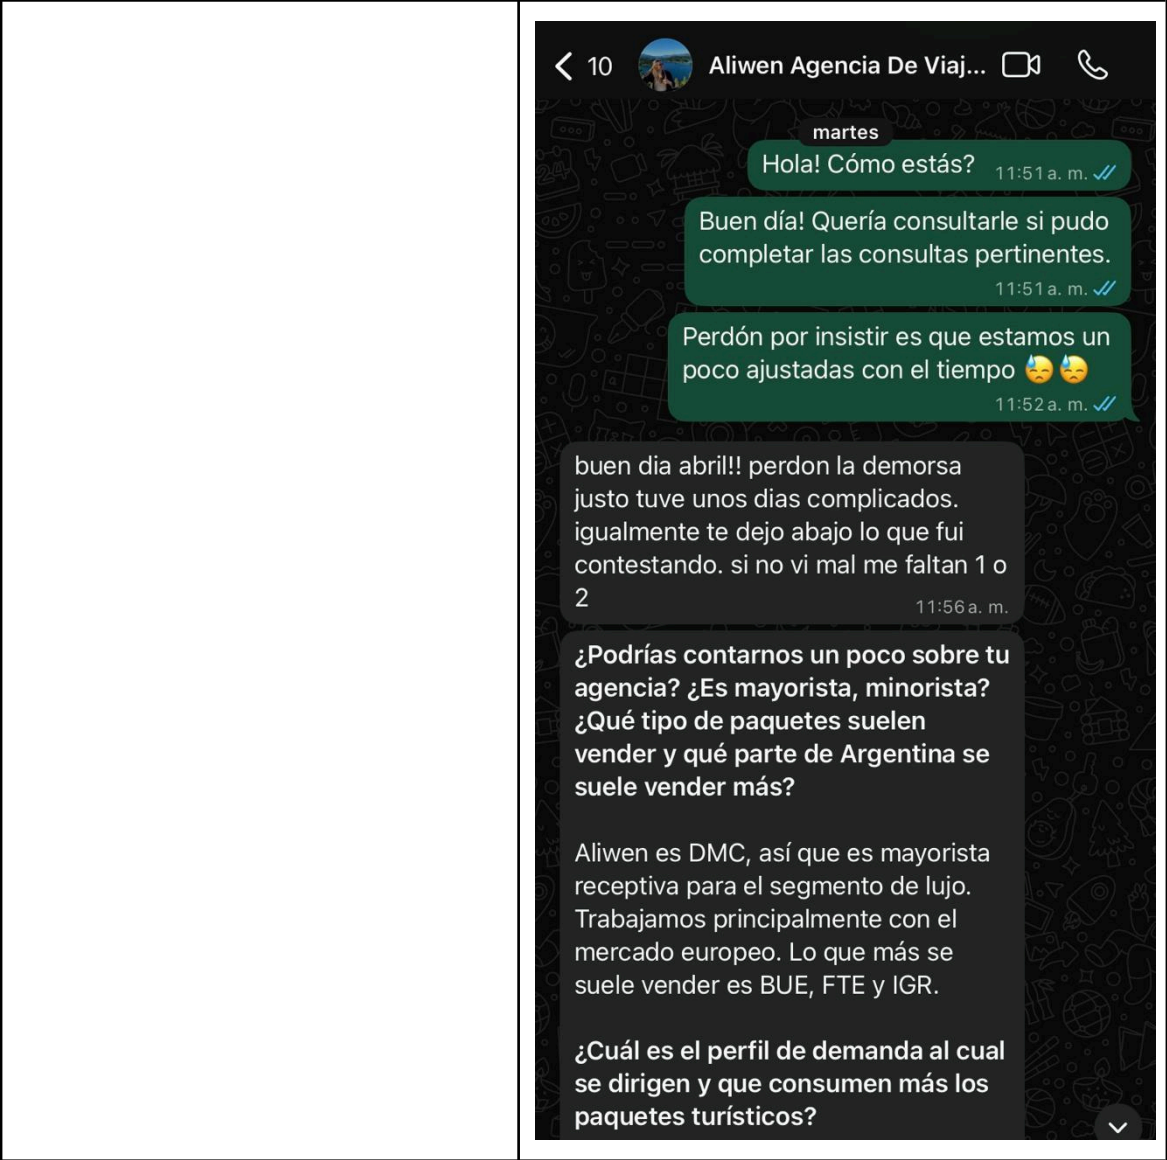 10 Aliwen Agencia De Viaj...
martes
Hola! Cómo estás? 11:51 a. m.
Buen día! Quería consultarle si pudo
completar las consultas pertinentes.
11:51 a. m.
Perdón por insistir es que estamos un
poco ajustadas con el tiempo 😓😓
11:52 a. m.
buen dia abril!! perdon la demorsa
justo tuve unos dias complicados.
igualmente te dejo abajo lo que fui
contestando. si no vi mal me faltan 1 o
2 11:56 a. m.
¿Podrías contarnos un poco sobre tu
agencia? ¿Es mayorista, minorista?
¿Qué tipo de paquetes suelen
vender y qué parte de Argentina se
suele vender más?
Aliwen es DMC, así que es mayorista
receptiva para el segmento de lujo.
Trabajamos principalmente con el
mercado europeo. Lo que más se
suele vender es BUE, FTE y IGR.
¿Cuál es el perfil de demanda al cual
se dirigen y que consumen más los
paquetes turísticos?